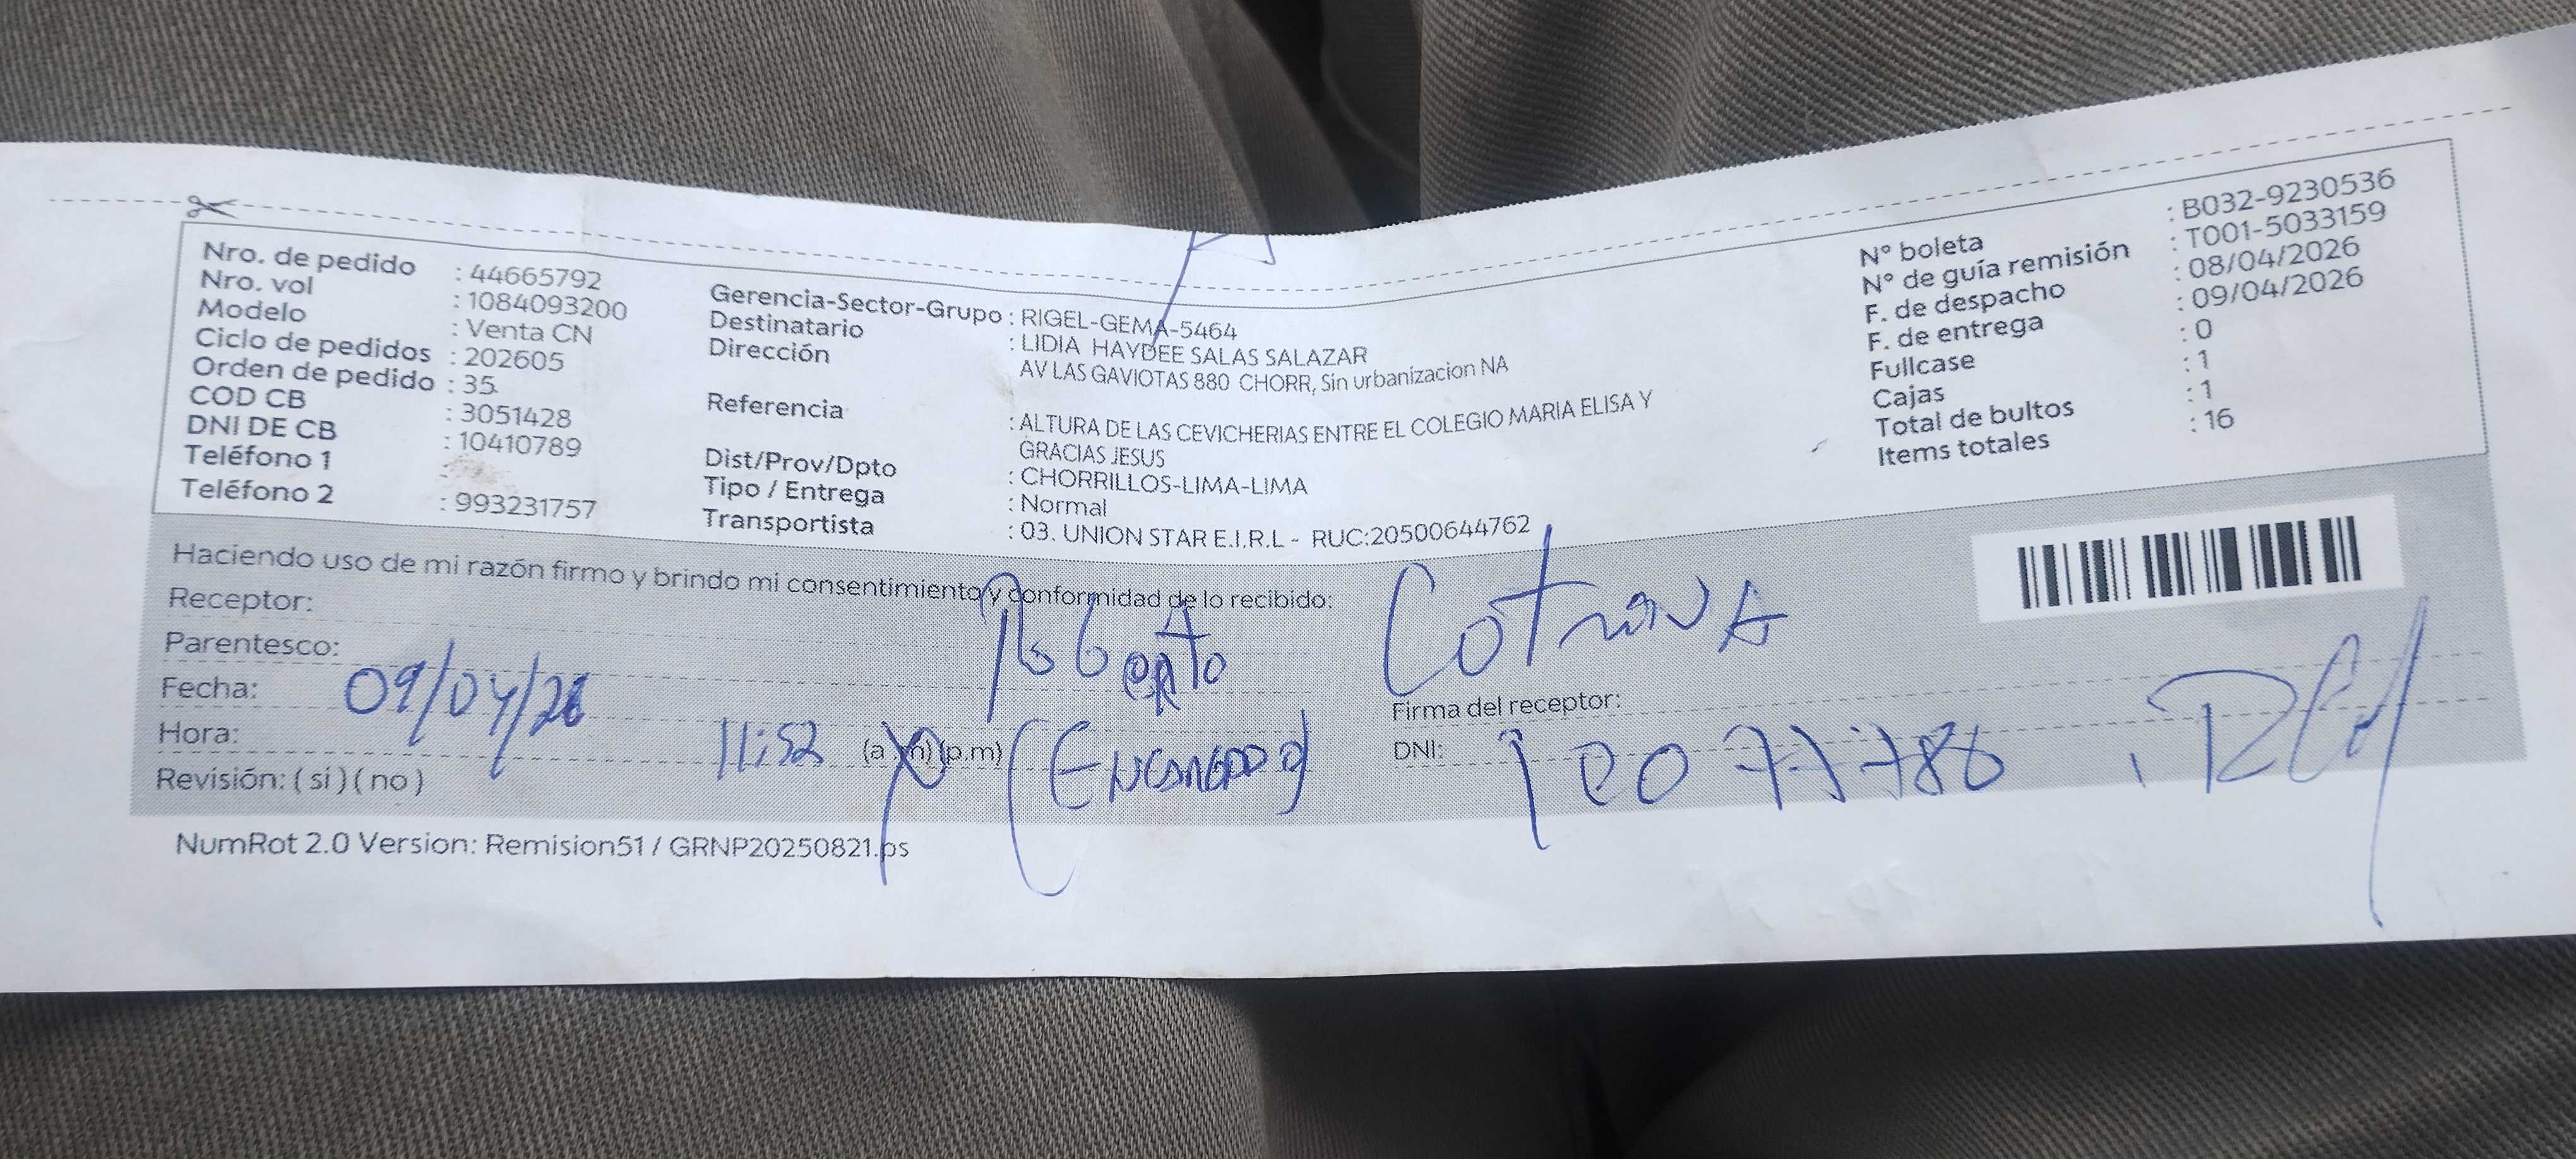 Nro. de pedido : 44665792
Nro. vol : 1084093200
Modelo : Venta CN
Ciclo de pedidos : 202605
Orden de pedido : 35
COD CB : 3051428
DNI DE CB : 10410789
Teléfono 1 :
Teléfono 2 : 993231757
Gerencia-Sector-Grupo : RIGEL-GEMA-5464
Destinatario : LIDIA HAYDEE SALAS SALAZAR
Dirección AV LAS GAVIOTAS 880 CHORR, Sin urbanizacion NA
Referencia : ALTURA DE LAS CEVICHERIAS ENTRE EL COLEGIO MARIA ELISA Y
GRACIAS JESUS
Dist/Prov/Dpto : CHORRILLOS-LIMA-LIMA
Tipo / Entrega : Normal
Transportista : 03. UNION STAR E.I.R.L - RUC:20500644762
N° boleta : B032-9230536
N° de guía remisión : T001-5033159
F. de despacho : 08/04/2026
F. de entrega : 09/04/2026
Fullcase : 0
Cajas : 1
Total de bultos : 1
Items totales : 16
Haciendo uso de mi razón firmo y brindo mi consentimiento y conformidad de lo recibido:
Receptor: Roberto Cotrina
Parentesco:
Fecha: 09/04/26
Firma del receptor:
Hora: 11:52 (a.m) (p.m) (Encargado)
DNI: 10077786
Revisión: (si) (no)
NumRot 2.0 Version: Remision51 / GRNP20250821.ps